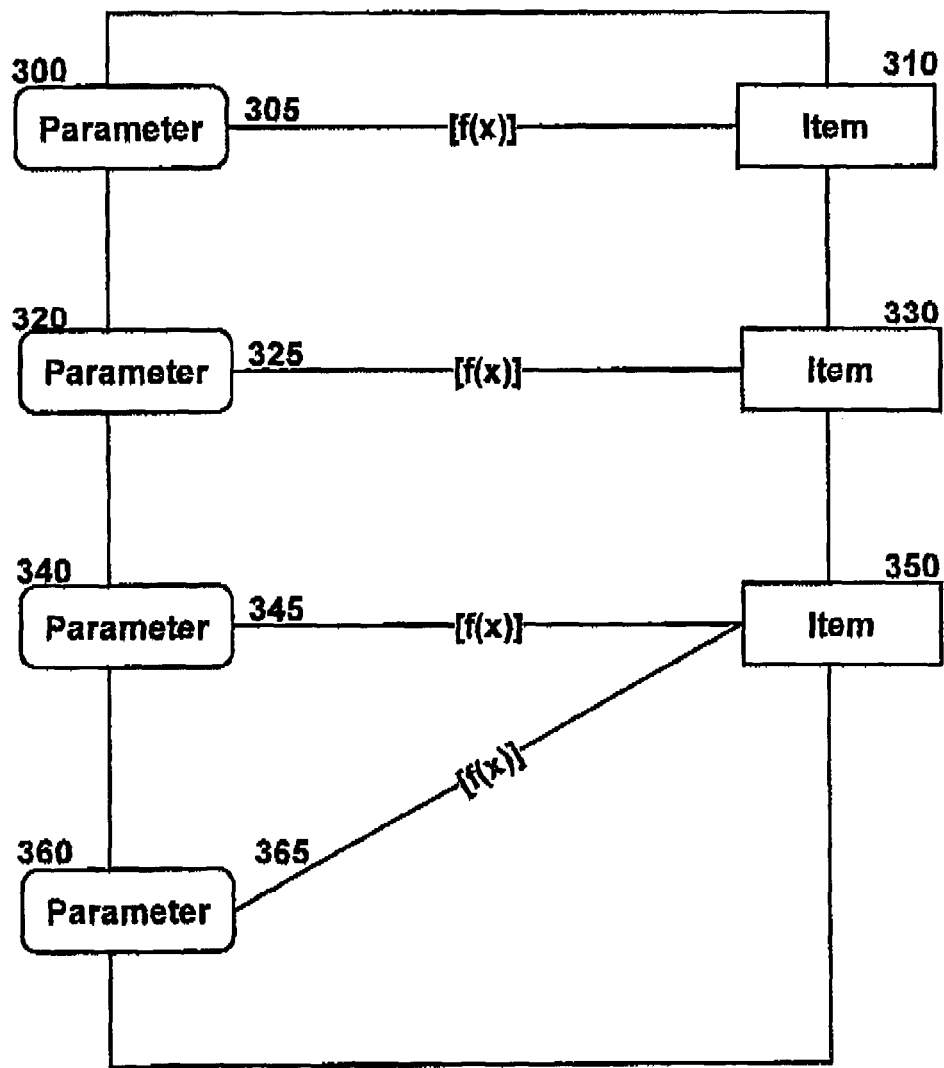 300
310
Parameter
305
[f(x)]
Item
320
330
Parameter
325
[f(x)]
Item
340
350
Parameter
345
[f(x)]
Item
[f(x)]
360
365
Parameter